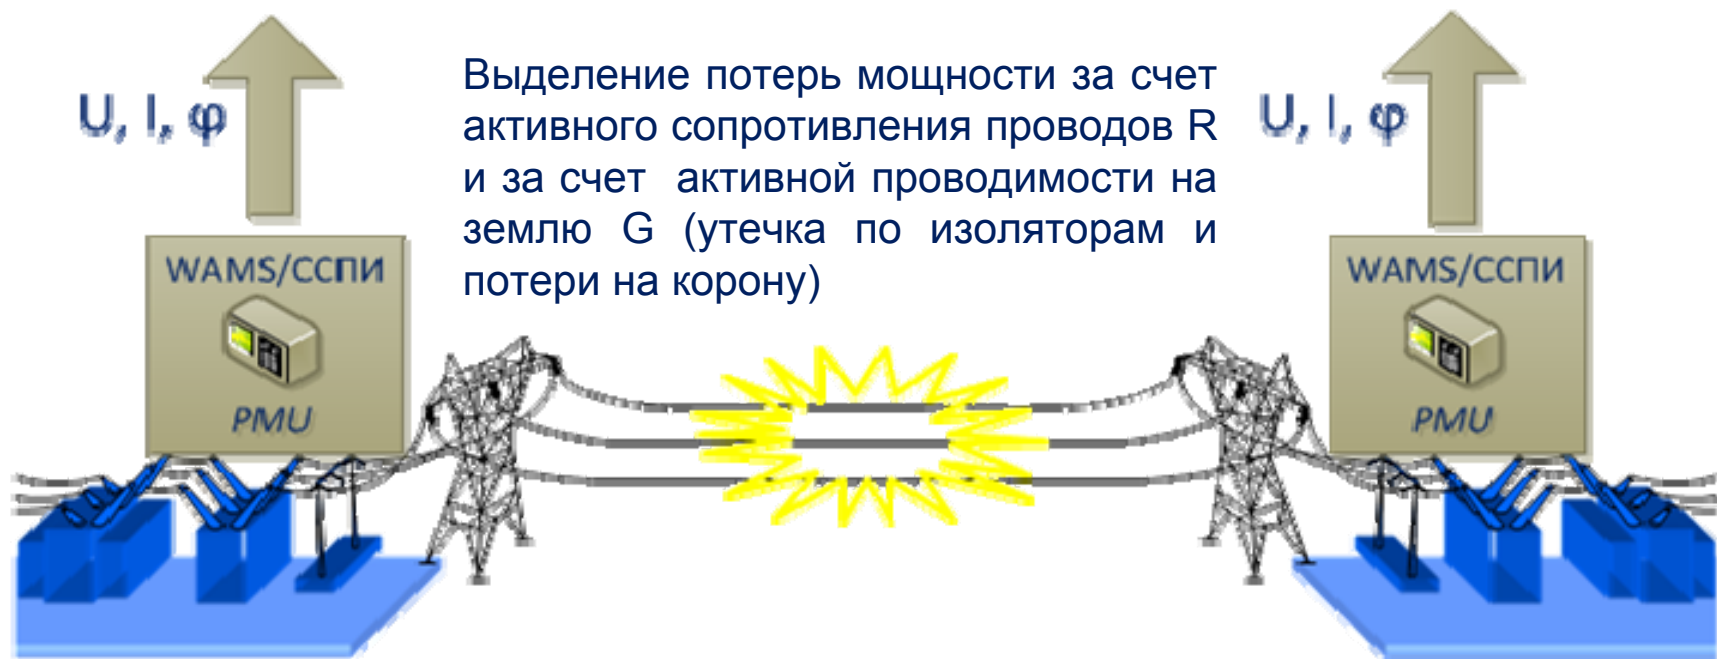 Выделение потерь мощности за счет
активного сопротивления проводов R
и за счет активной проводимости на
землю G (утечка по изоляторам и
потери на корону)
U, I, φ
U, I, φ
WAMS/ССПИ
PMU
WAMS/ССПИ
PMU